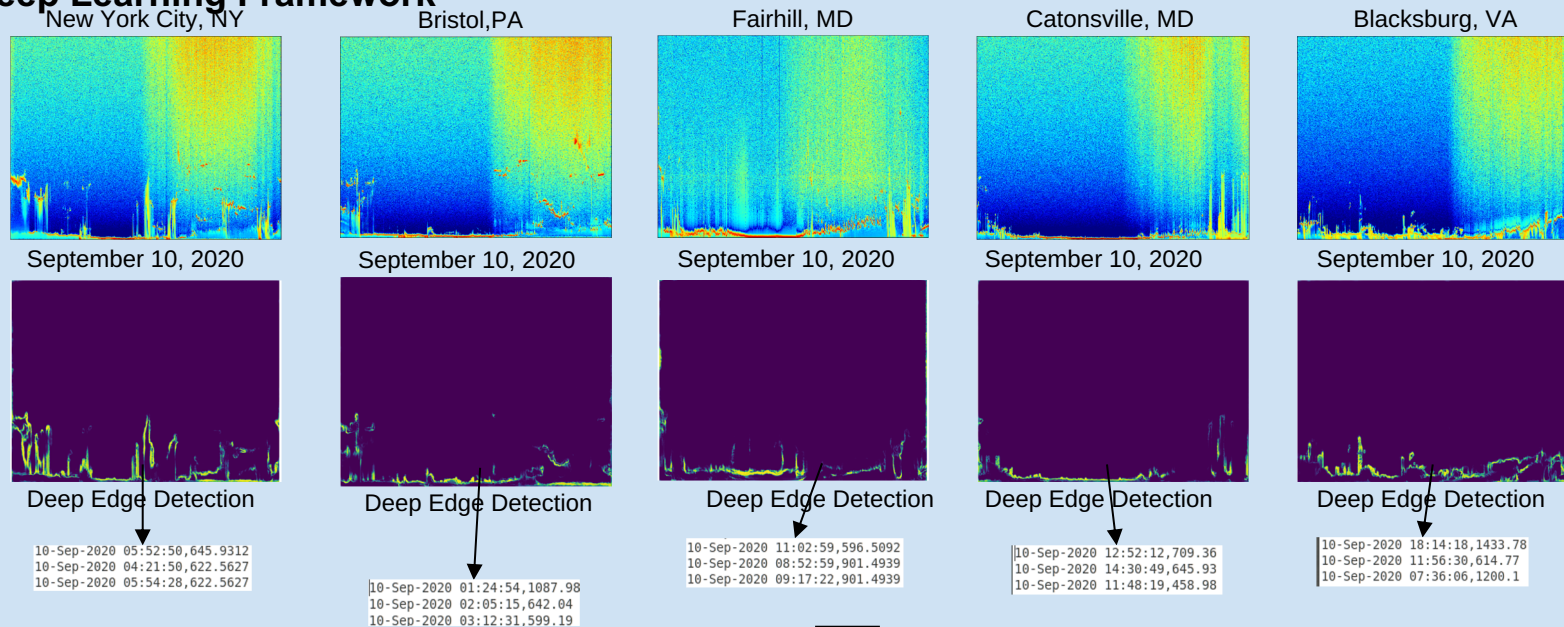 eep Learning Framework
New York City, NY
Bristol,PA
Fairhill, MD
Catonsville, MD
Blacksburg, VA
September 10, 2020
September 10, 2020
September 10, 2020
September 10, 2020
September 10, 2020
Deep Edge Detection
Deep Edge Detection
Deep Edge Detection
Deep Edge Detection
Deep Edge Detection
10-Sep-2020 05:52:50,645.9312
10-Sep-2020 04:21:50,622.5627
10-Sep-2020 05:54:28,622.5627
10-Sep-2020 01:24:54,1087.98
10-Sep-2020 02:05:15,642.04
10-Sep-2020 03:12:31,599.19
10-Sep-2020 11:02:59,596.5092
10-Sep-2020 08:52:59,901.4939
10-Sep-2020 09:17:22,901.4939
10-Sep-2020 12:52:12,709.36
10-Sep-2020 14:30:49,645.93
10-Sep-2020 11:48:19,458.98
10-Sep-2020 18:14:18,1433.78
10-Sep-2020 11:56:30,614.77
10-Sep-2020 07:36:06,1200.1